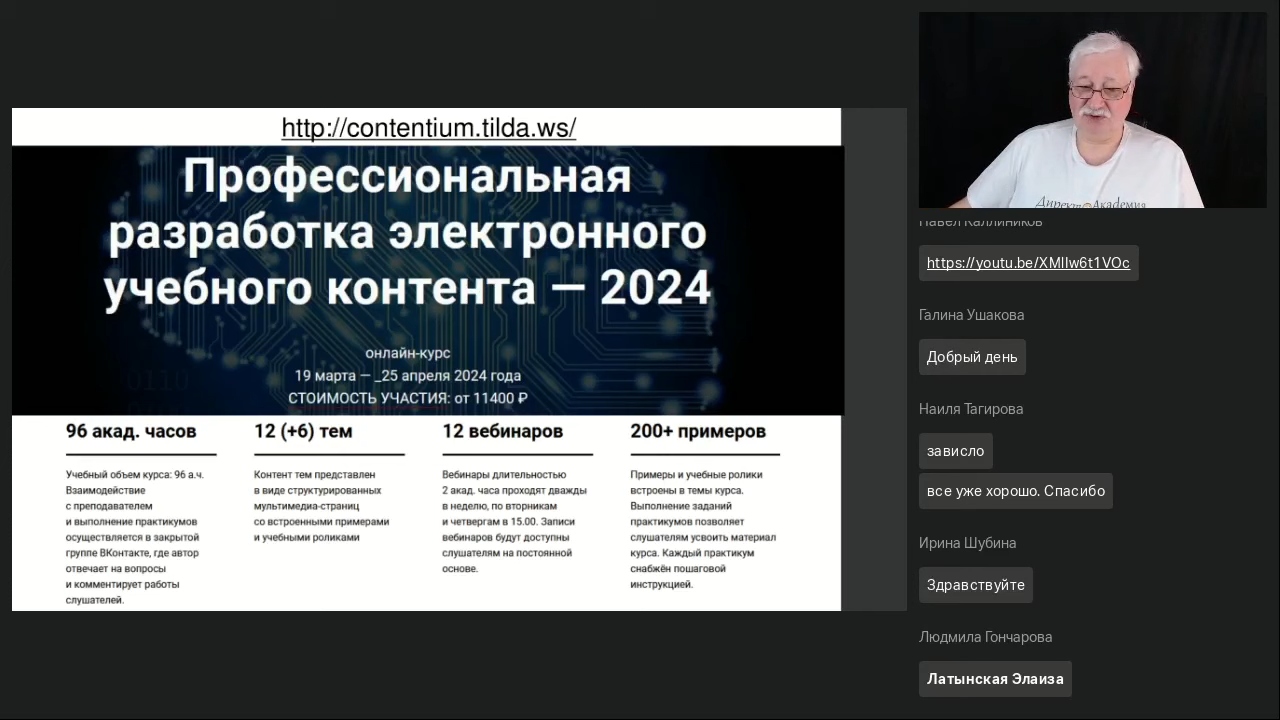 http://contentium.tilda.ws/
Профессиональная
разработка электронного
учебного контента — 2024
онлайн-курс
19 марта — _25 апреля 2024 года
СТОИМОСТЬ УЧАСТИЯ: от 11400 ₽
96 акад. часов
Учебный объем курса: 96 а.ч.
Взаимодействие
с преподавателем
и выполнение практикумов
осуществляется в закрытой
группе ВКонтакте, где автор
отвечает на вопросы
и комментирует работы
слушателей.
12 (+6) тем
Контент тем представлен
в виде структурированных
мультимедиа-страниц
со встроенными примерами
и учебными роликами
12 вебинаров
Вебинары длительностью
2 акад. часа проходят дважды
в неделю, по вторникам
и четвергам в 15.00. Записи
вебинаров будут доступны
слушателям на постоянной
основе.
200+ примеров
Примеры и учебные ролики
встроены в темы курса.
Выполнение заданий
практикумов позволяет
слушателям усвоить материал
курса. Каждый практикум
снабжён пошаговой
инструкцией.
Директ Академия
Павел Каллиников
https://youtu.be/XMlIw6t1VOc
Галина Ушакова
Добрый день
Наиля Тагирова
зависло
все уже хорошо. Спасибо
Ирина Шубина
Здравствуйте
Людмила Гончарова
Латынская Элаиза